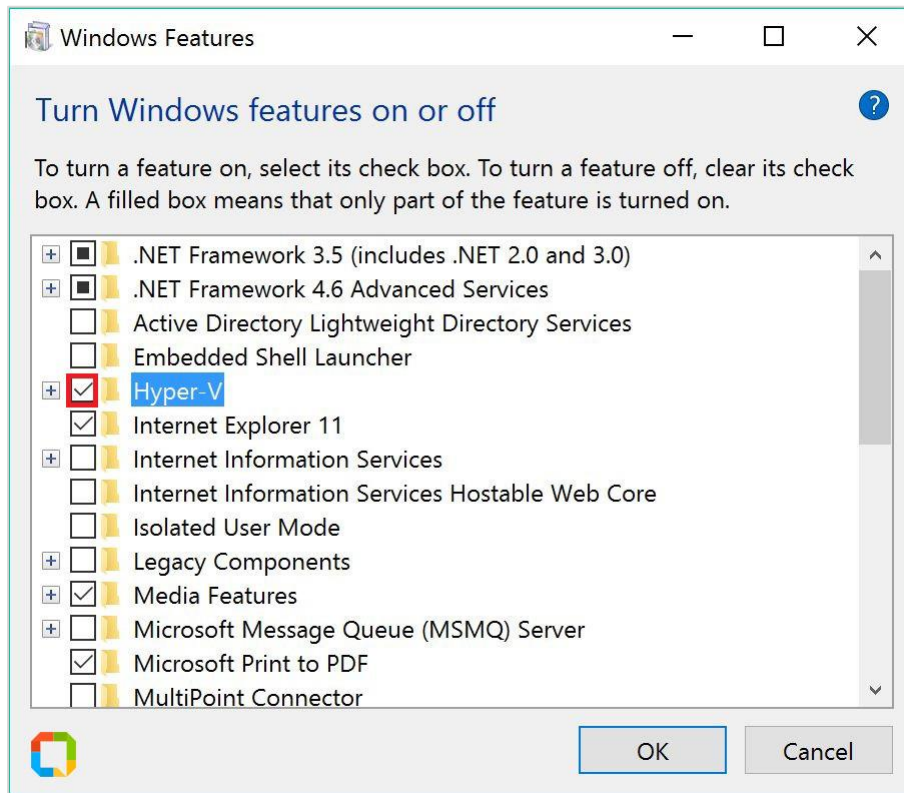 Windows Features
Turn Windows features on or off
?
To turn a feature on, select its check box. To turn a feature off, clear its check
box. A filled box means that only part of the feature is turned on.
.NET Framework 3.5 (includes .NET 2.0 and 3.0)
.NET Framework 4.6 Advanced Services
Active Directory Lightweight Directory Services
Embedded Shell Launcher
Hyper-V
Internet Explorer 11
Internet Information Services
Internet Information Services Hostable Web Core
Isolated User Mode
Legacy Components
Media Features
Microsoft Message Queue (MSMQ) Server
Microsoft Print to PDF
MultiPoint Connector
OK Cancel